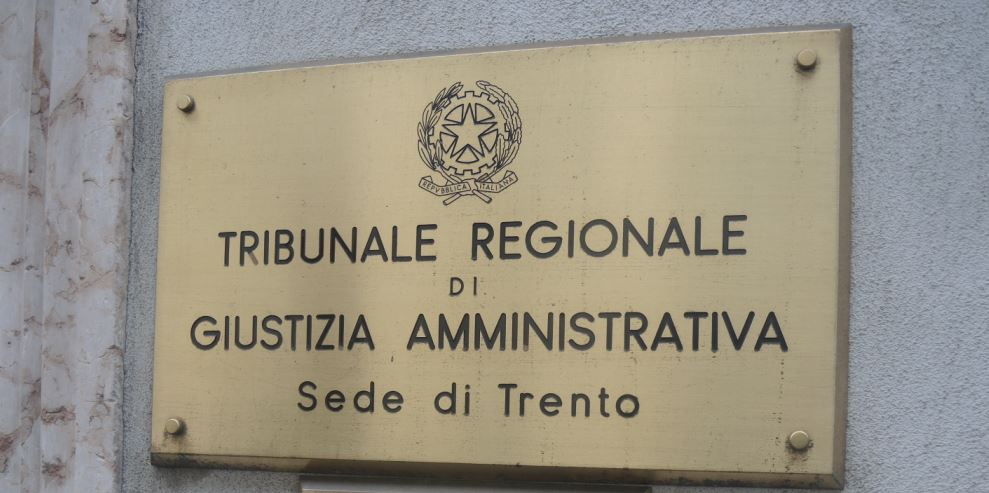 REPVBBLICA ITALIANA
TRIBUNALE REGIONALE
DI
GIUSTIZIA AMMINISTRATIVA
Sede di Trento